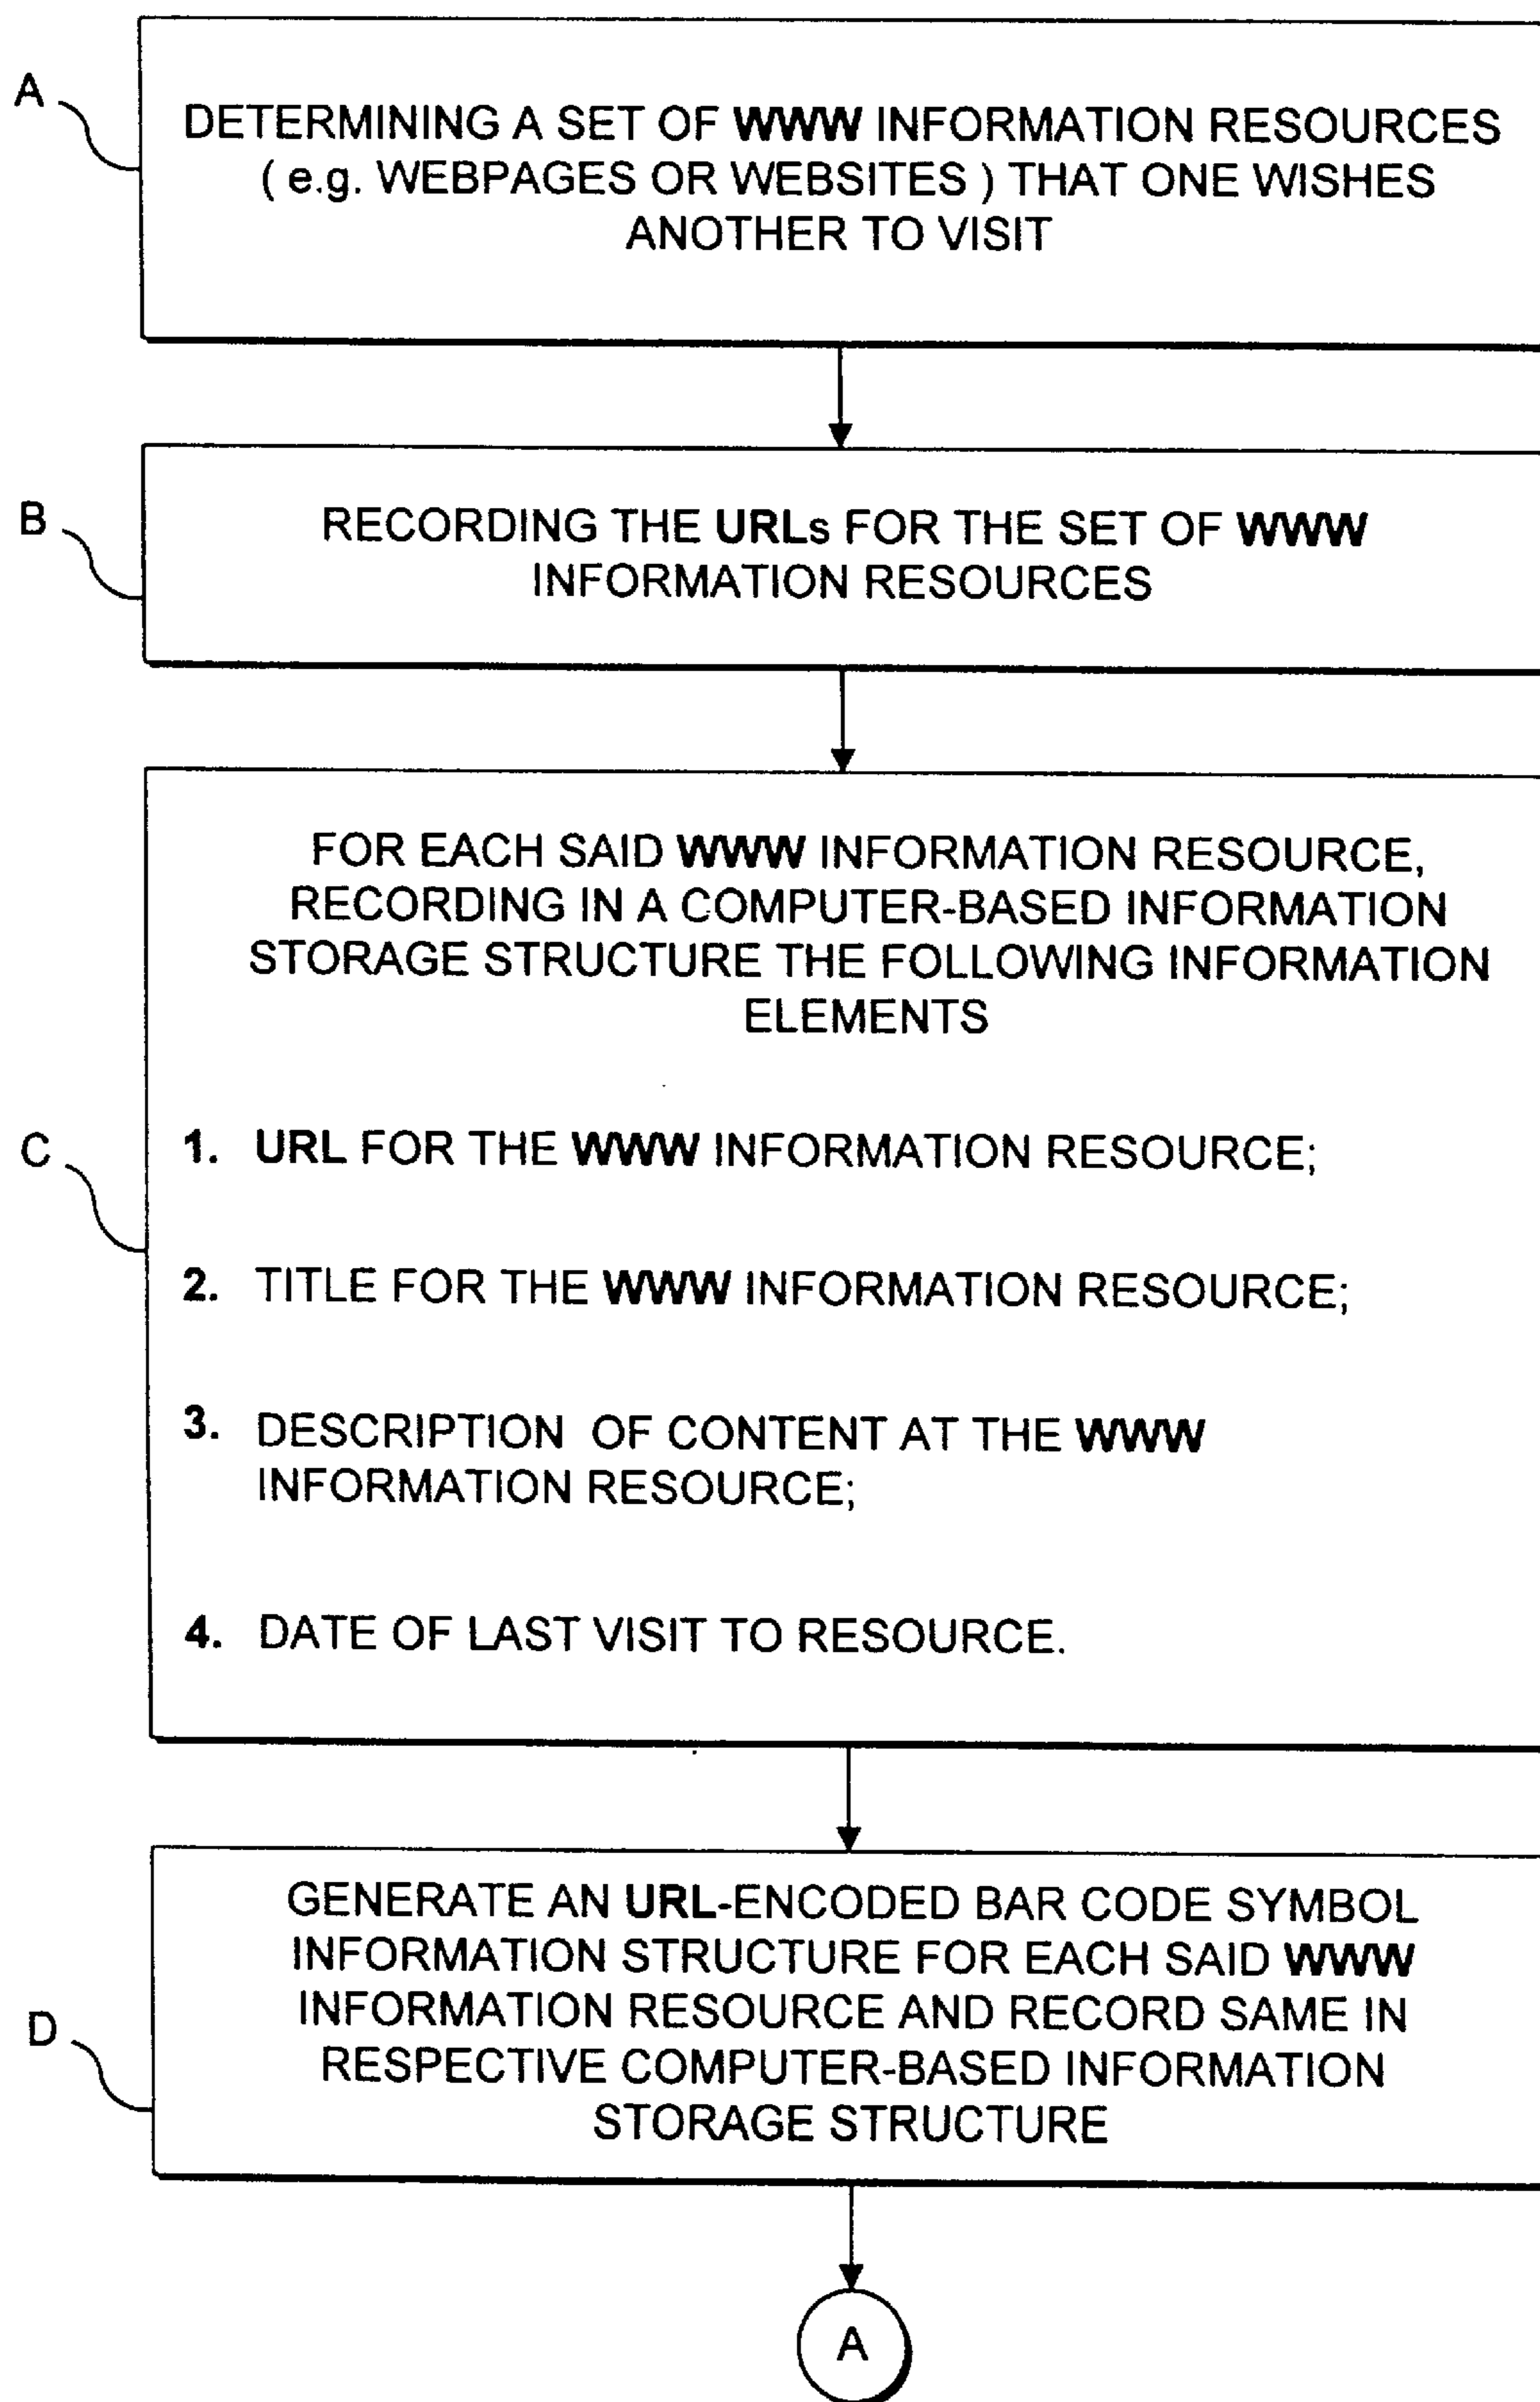 A
DETERMINING A SET OF WWW INFORMATION RESOURCES
( e.g. WEBPAGES OR WEBSITES ) THAT ONE WISHES
ANOTHER TO VISIT
B
RECORDING THE URLs FOR THE SET OF WWW
INFORMATION RESOURCES
FOR EACH SAID WWW INFORMATION RESOURCE,
RECORDING IN A COMPUTER-BASED INFORMATION
STORAGE STRUCTURE THE FOLLOWING INFORMATION
ELEMENTS
C
1. URL FOR THE WWW INFORMATION RESOURCE;
2. TITLE FOR THE WWW INFORMATION RESOURCE;
3. DESCRIPTION OF CONTENT AT THE WWW
INFORMATION RESOURCE;
4. DATE OF LAST VISIT TO RESOURCE.
D
GENERATE AN URL-ENCODED BAR CODE SYMBOL
INFORMATION STRUCTURE FOR EACH SAID WWW
INFORMATION RESOURCE AND RECORD SAME IN
RESPECTIVE COMPUTER-BASED INFORMATION
STORAGE STRUCTURE
A